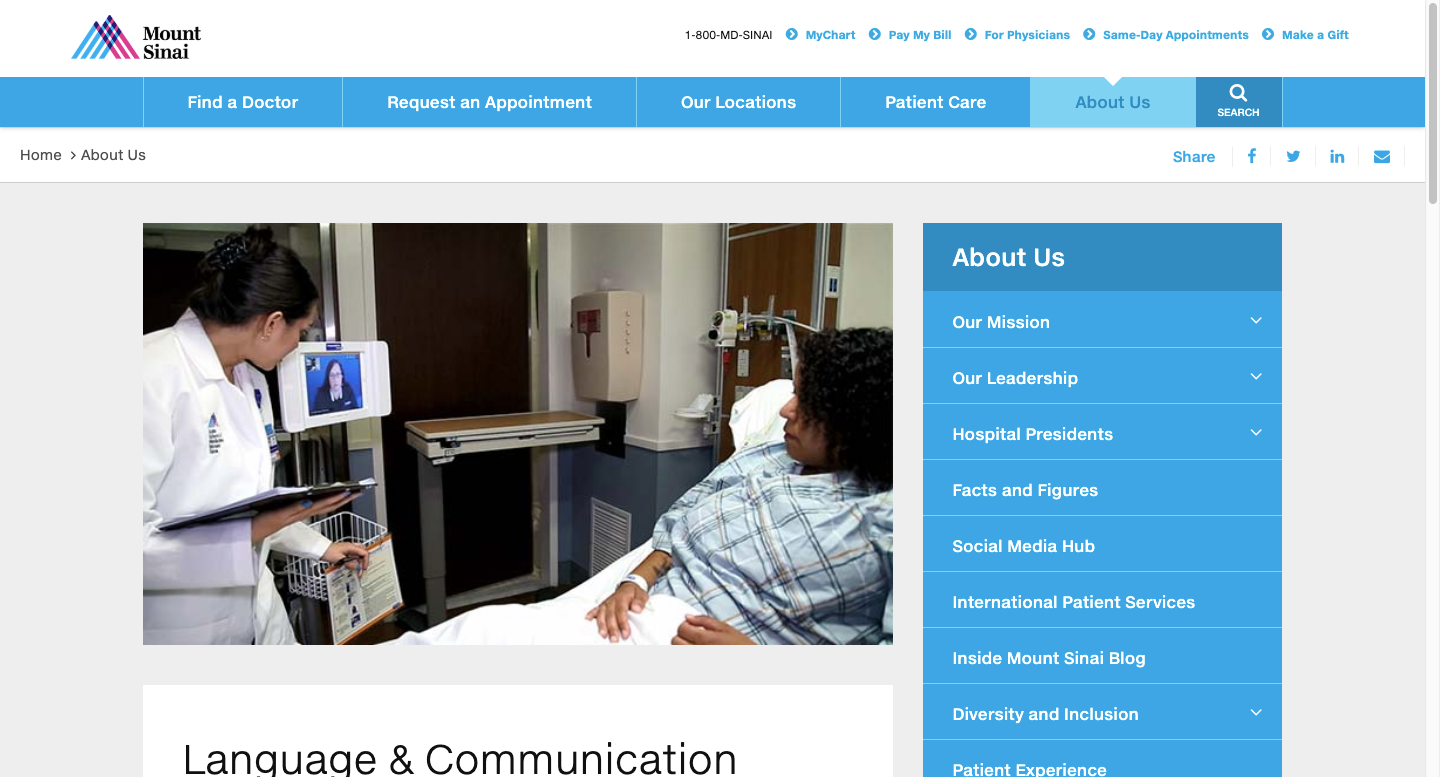 Mount
Sinai
1-800-MD-SINAI MyChart Pay My Bill For Physicians Same-Day Appointments Make a Gift
Find a Doctor Request an Appointment Our Locations Patient Care About Us SEARCH
Home > About Us
Share
About Us
Our Mission
Our Leadership
Hospital Presidents
Facts and Figures
Social Media Hub
International Patient Services
Inside Mount Sinai Blog
Diversity and Inclusion
Patient Experience
Language & Communication